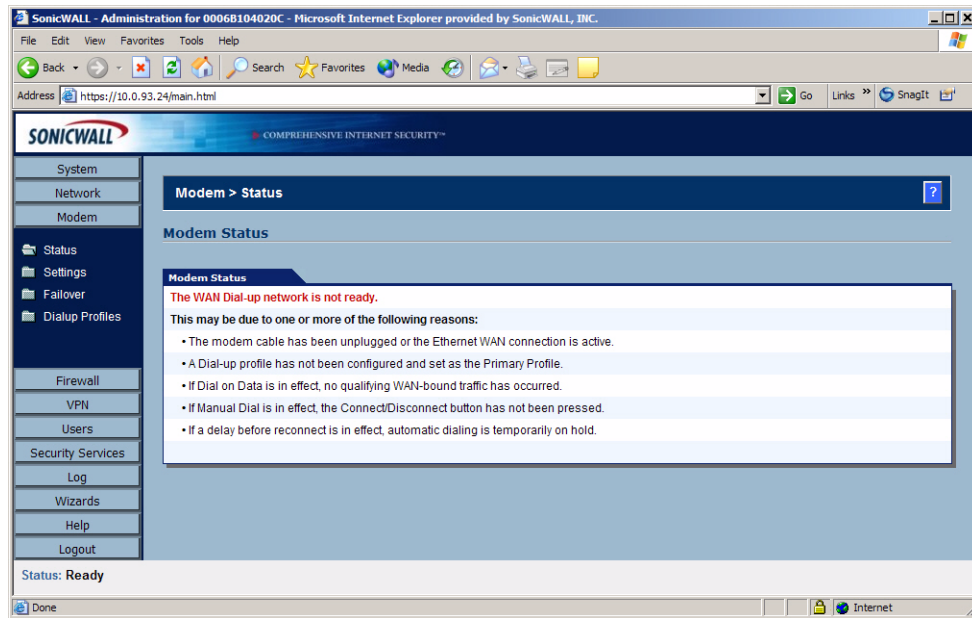 SonicWALL - Administration for 0006B104020C - Microsoft Internet Explorer provided by SonicWALL, INC.
File Edit View Favorites Tools Help
Back Search Favorites Media
Address https://10.0.93.24/main.html Go Links » SnagIt
SONICWALL COMPREHENSIVE INTERNET SECURITY™
System
Network
Modem
Status
Settings
Failover
Dialup Profiles
Firewall
VPN
Users
Security Services
Log
Wizards
Help
Logout
Modem > Status ?
Modem Status
Modem Status
The WAN Dial-up network is not ready.
This may be due to one or more of the following reasons:
• The modem cable has been unplugged or the Ethernet WAN connection is active.
• A Dial-up profile has not been configured and set as the Primary Profile.
• If Dial on Data is in effect, no qualifying WAN-bound traffic has occurred.
• If Manual Dial is in effect, the Connect/Disconnect button has not been pressed.
• If a delay before reconnect is in effect, automatic dialing is temporarily on hold.
Status: Ready
Done Internet